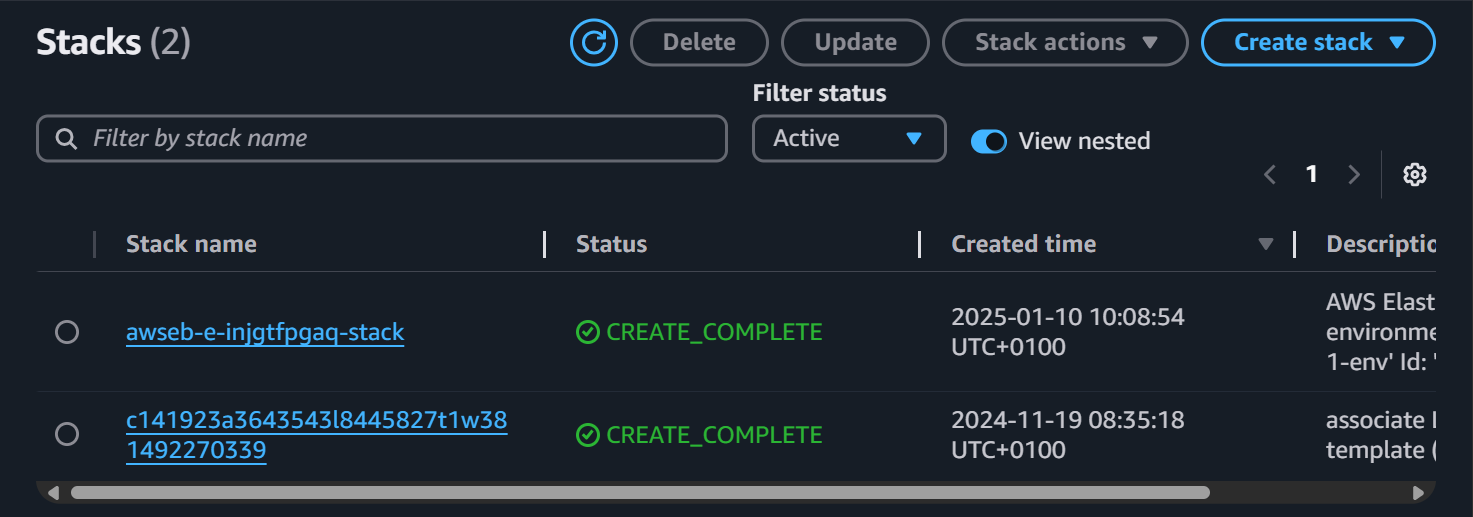 Stacks (2)
Delete
Update
Stack actions
Create stack
Filter status
Filter by stack name
Active
View nested
1
Stack name
Status
Created time
Descriptio
awseb-e-injgtfpgaq-stack
CREATE_COMPLETE
2025-01-10 10:08:54
UTC+0100
AWS Elast
environme
1-env' Id: '
c141923a3643543l8445827t1w38
1492270339
CREATE_COMPLETE
2024-11-19 08:35:18
UTC+0100
associate
template (